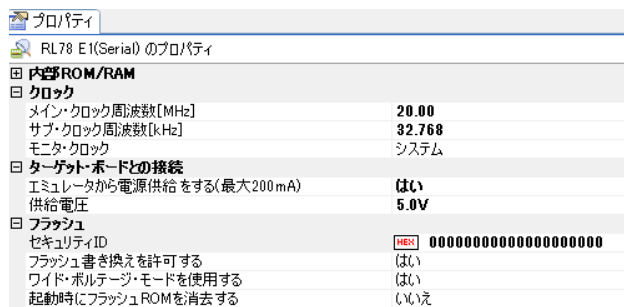 プロパティ
RL78 E1(Serial) のプロパティ
内部ROM/RAM
クロック
メイン・クロック周波数[MHz] 20.00
サブ・クロック周波数[kHz] 32.768
モニタ・クロック システム
ターゲット・ボードとの接続
エミュレータから電源供給をする(最大200mA) はい
供給電圧 5.0V
フラッシュ
セキュリティID HEX 00000000000000000000
フラッシュ書き換えを許可する はい
ワイド・ボルテージ・モードを使用する はい
起動時にフラッシュROMを消去する いいえ